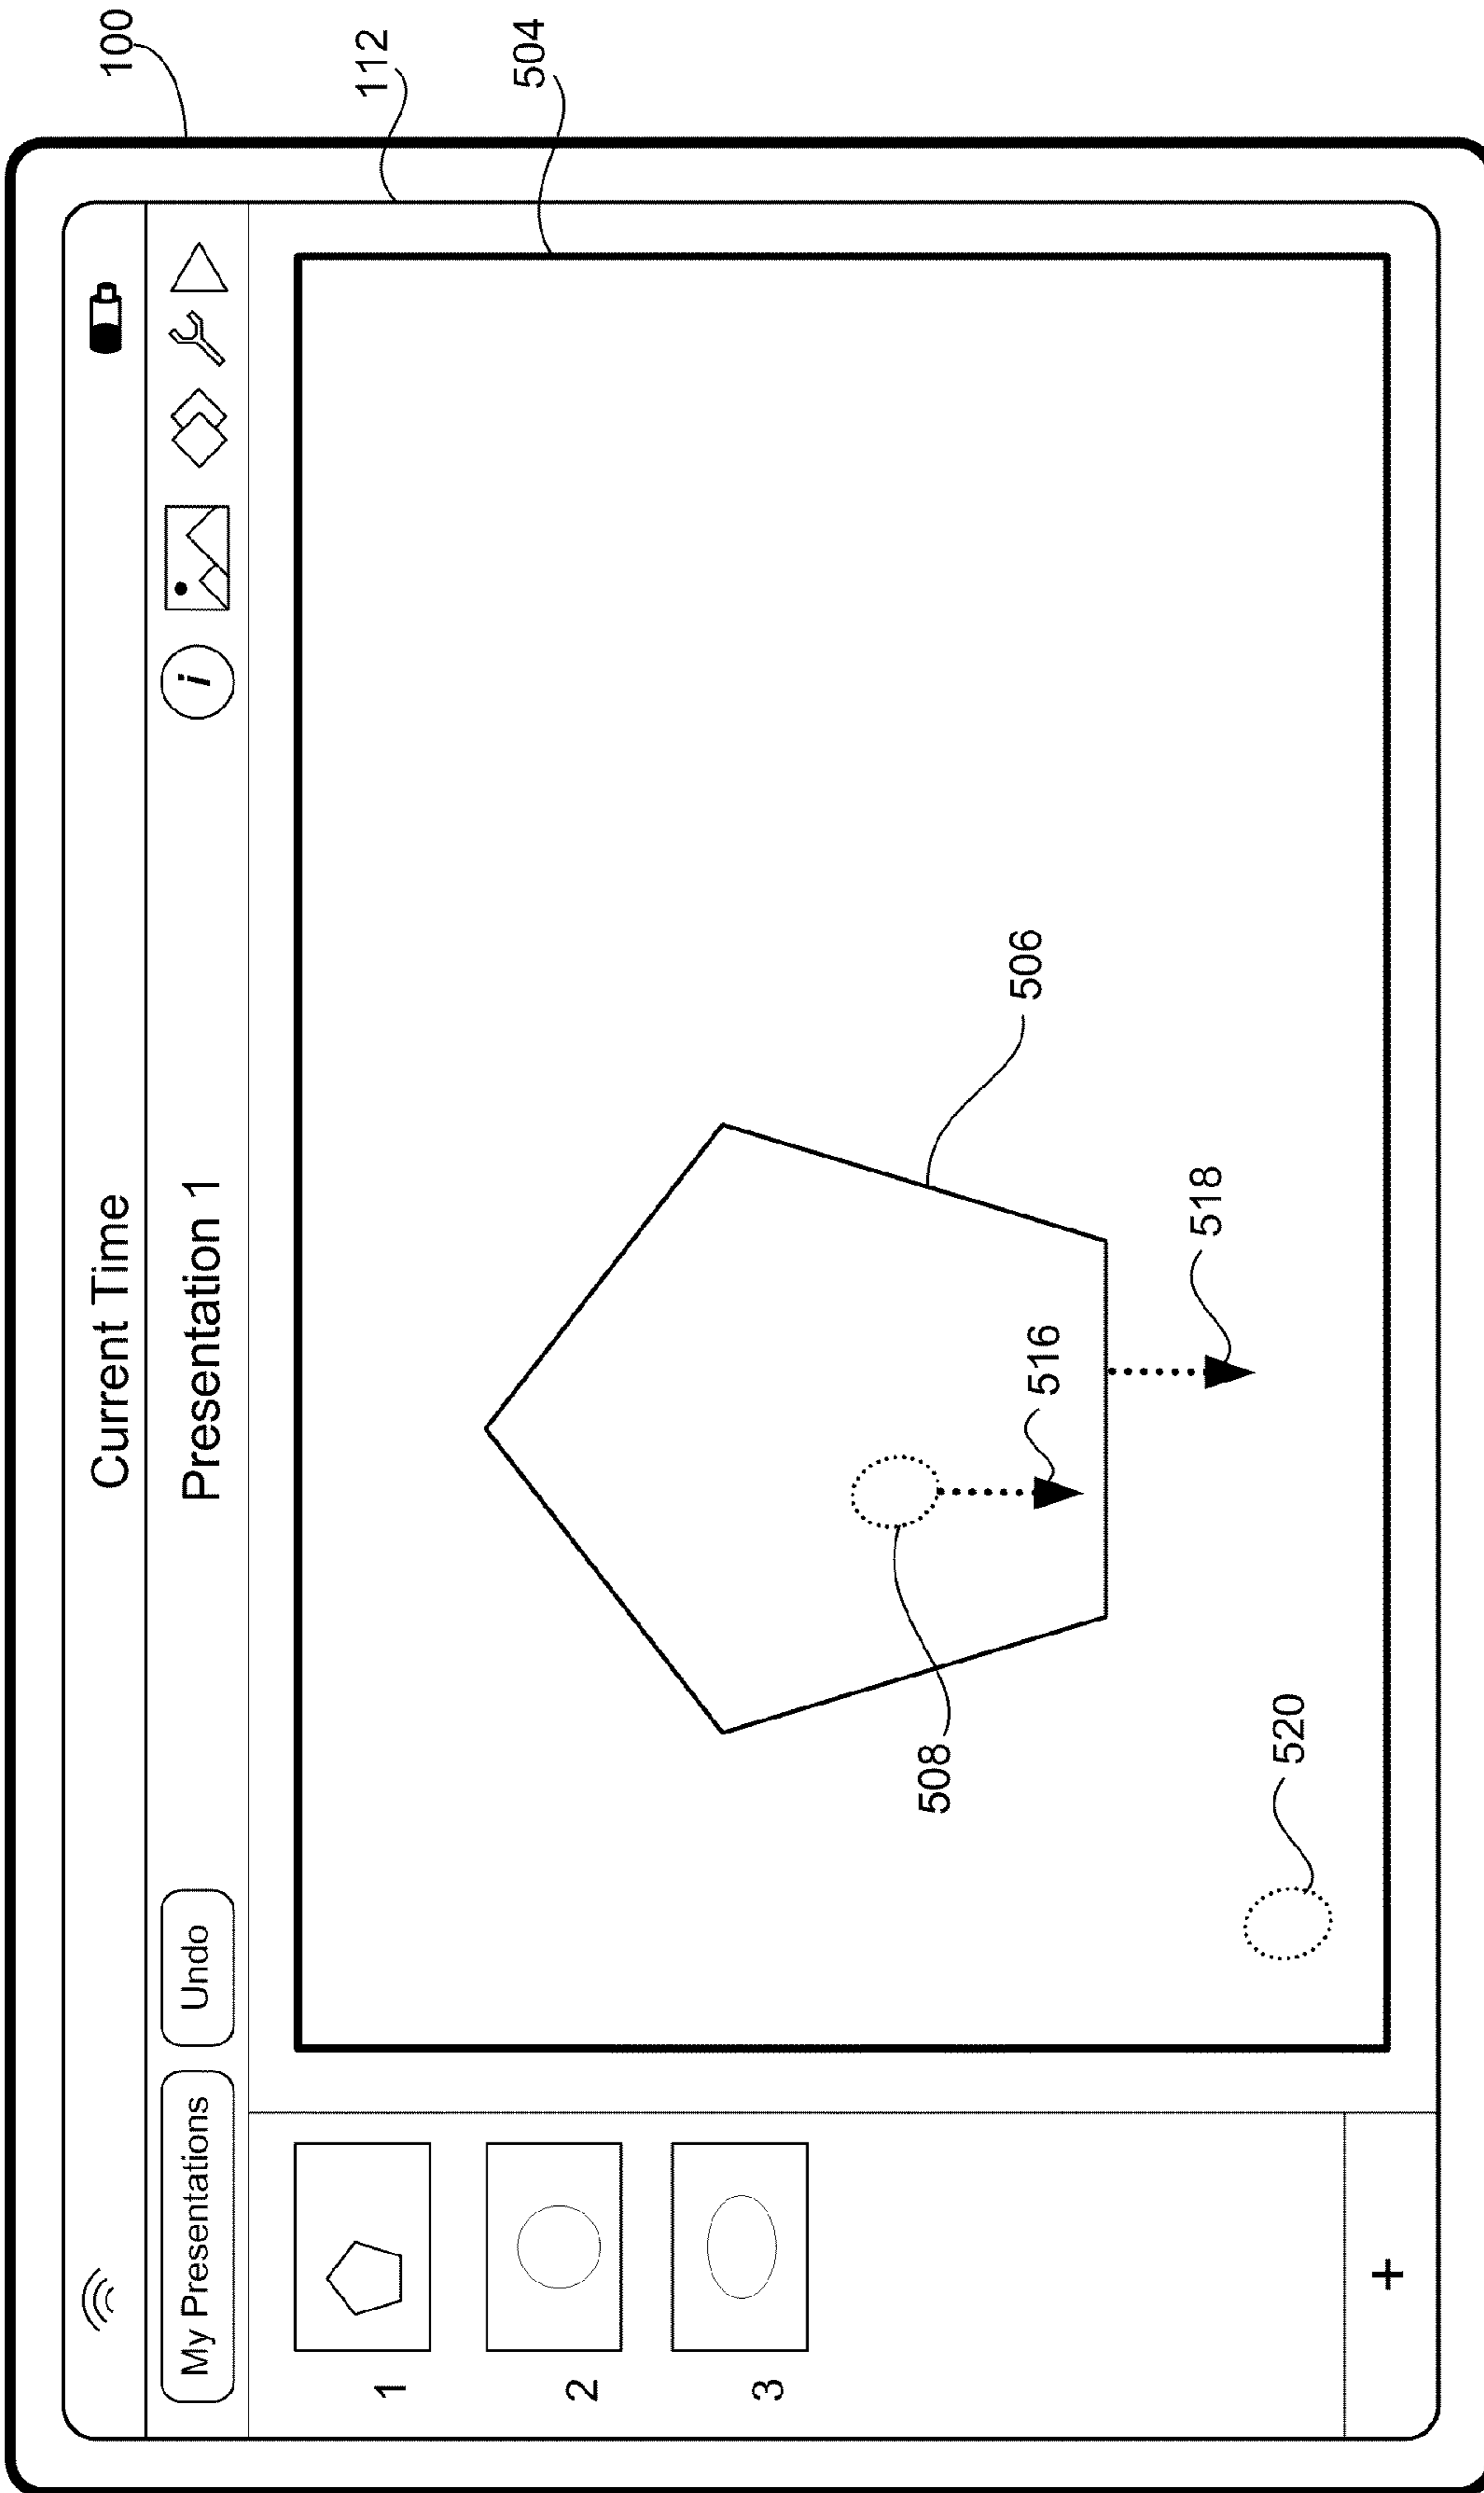 100
112
504
Current Time
My Presentations
Undo
Presentation 1
i
1
2
3
506
508
516
518
520
+